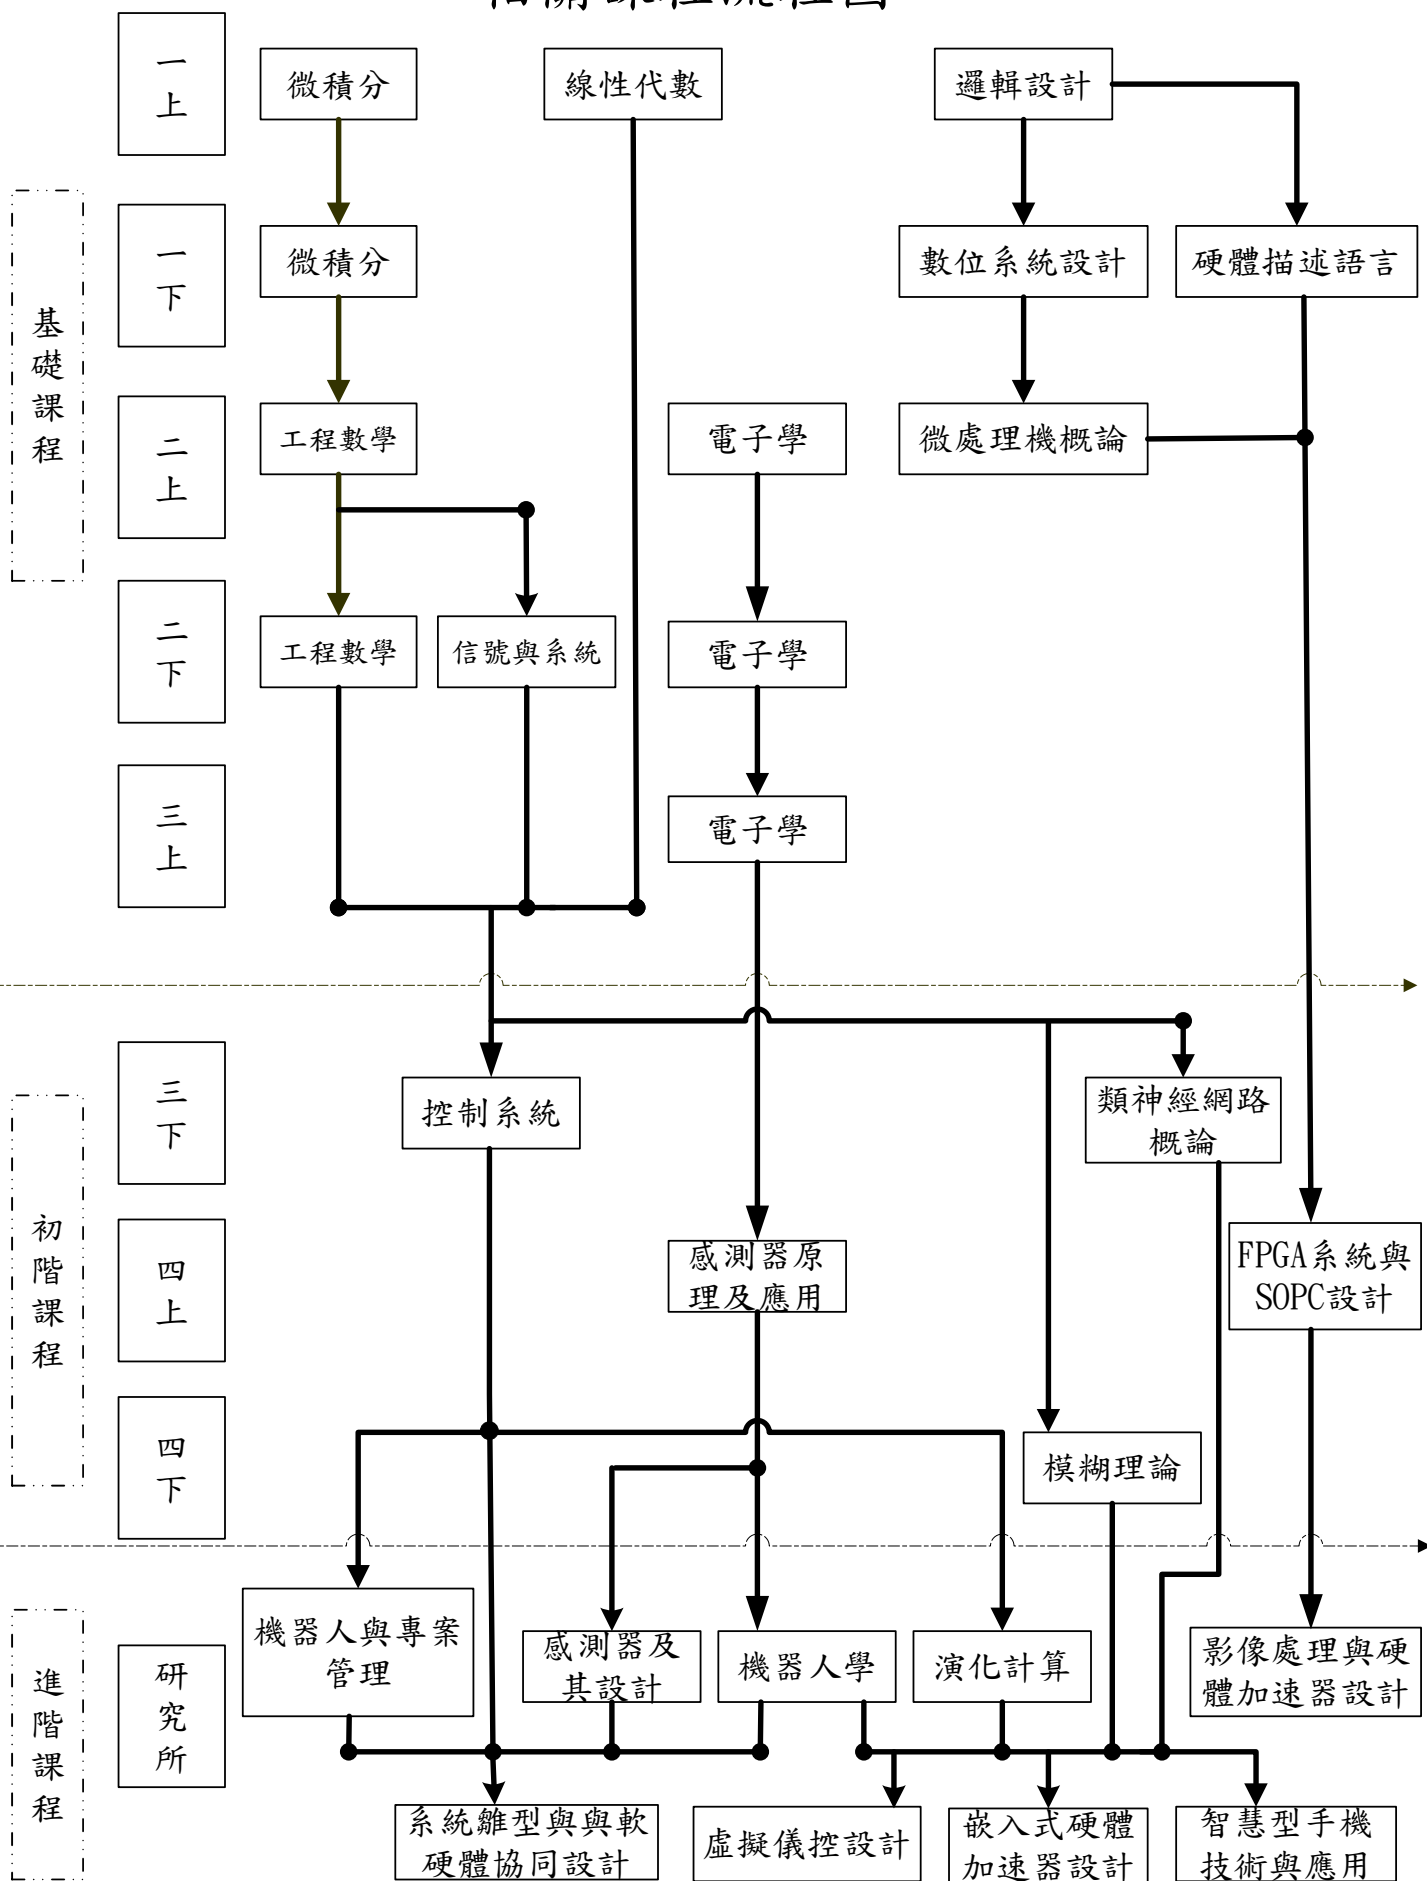 一
上
微積分
線性代數
邏輯設計
基
礎
課
程
一
下
微積分
數位系統設計
硬體描述語言
二
上
工程數學
電子學
微處理機概論
二
下
工程數學
信號與系統
電子學
三
上
電子學
初
階
課
程
三
下
控制系統
類神經網路
概論
四
上
感測器原
理及應用
FPGA系統與
SOPC設計
四
下
模糊理論
進
階
課
程
研
究
所
機器人與專案
管理
感測器及
其設計
機器人學
演化計算
影像處理與硬
體加速器設計
系統雛型與與軟
硬體協同設計
虛擬儀控設計
嵌入式硬體
加速器設計
智慧型手機
技術與應用